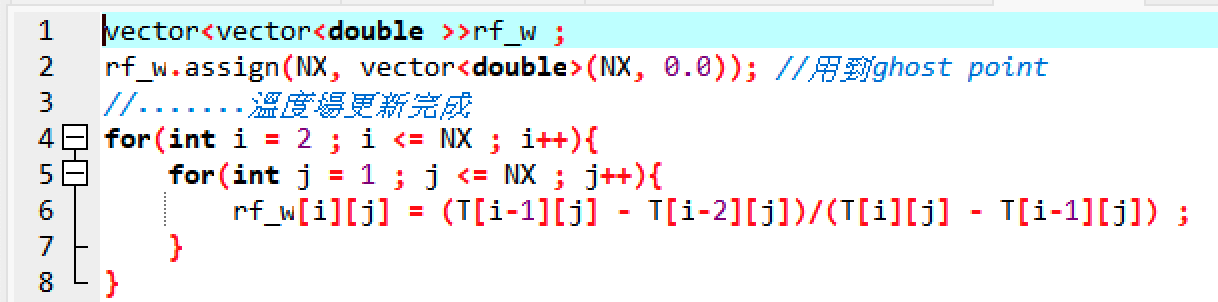 1 vector<vector<double >>rf_w ;
2 rf_w.assign(NX, vector<double>(NX, 0.0)); //用到ghost point
3 //.......溫度場更新完成
4 for(int i = 2 ; i <= NX ; i++){
5 for(int j = 1 ; j <= NX ; j++){
6 rf_w[i][j] = (T[i-1][j] - T[i-2][j])/(T[i][j] - T[i-1][j]) ;
7 }
8 }